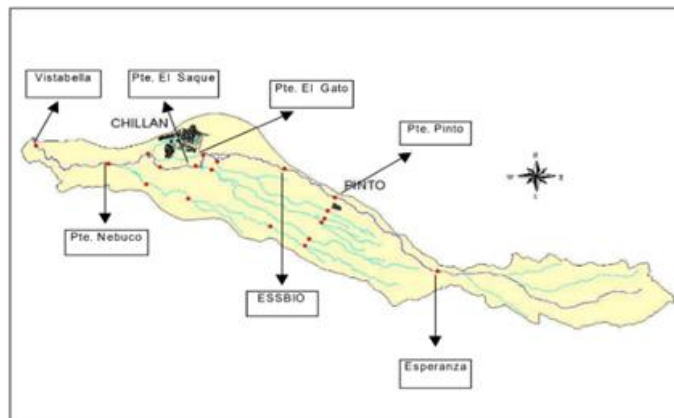 Vistabella
Pte. El Saque
Pte. El Gato
CHILLAN
Pte. Pinto
PINTO
Pte. Nebuco
ESSBIO
Esperanza